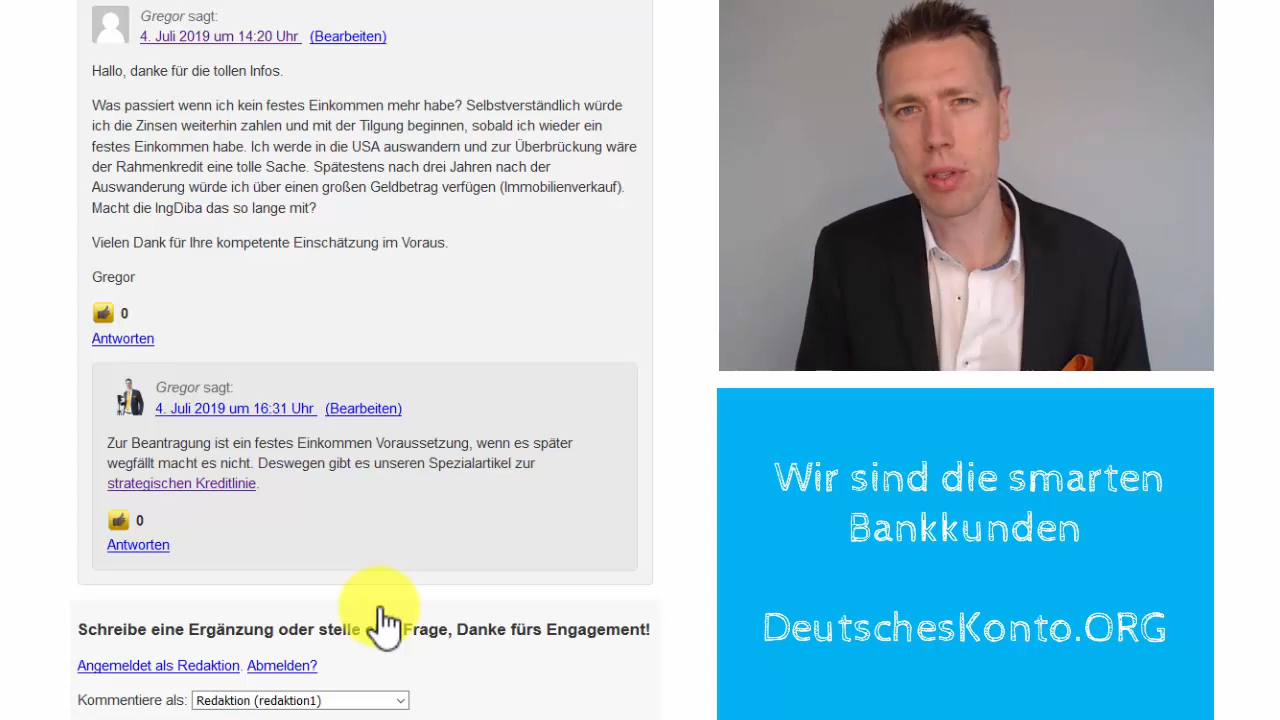 Gregor sagt:
4. Juli 2019 um 14:20 Uhr (Bearbeiten)
Hallo, danke für die tollen Infos.
Was passiert wenn ich kein festes Einkommen mehr habe? Selbstverständlich würde
ich die Zinsen weiterhin zahlen und mit der Tilgung beginnen, sobald ich wieder ein
festes Einkommen habe. Ich werde in die USA auswandern und zur Überbrückung wäre
der Rahmenkredit eine tolle Sache. Spätestens nach drei Jahren nach der
Auswanderung würde ich über einen großen Geldbetrag verfügen (Immobilienverkauf).
Macht die IngDiba das so lange mit?
Vielen Dank für Ihre kompetente Einschätzung im Voraus.
Gregor
0
Antworten
Gregor sagt:
4. Juli 2019 um 16:31 Uhr (Bearbeiten)
Zur Beantragung ist ein festes Einkommen Voraussetzung, wenn es später
wegfällt macht es nicht. Deswegen gibt es unseren Spezialartikel zur
strategischen Kreditlinie.
0
Antworten
Schreibe eine Ergänzung oder stelle Frage, Danke fürs Engagement!
Angemeldet als Redaktion. Abmelden?
Kommentiere als: Redaktion (redaktion1)
Wir sind die smarten
Bankkunden
DeutschesKonto.ORG